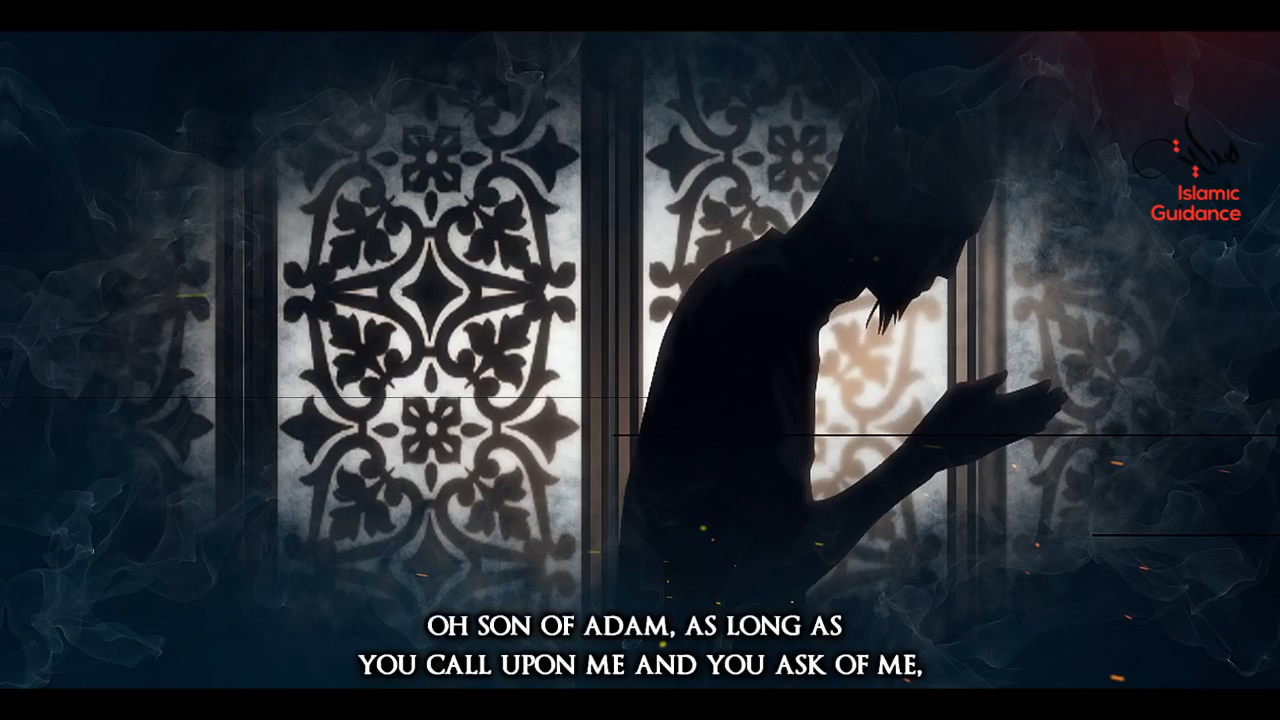 Islamic
Guidance
OH SON OF ADAM, AS LONG AS
YOU CALL UPON ME AND YOU ASK OF ME,